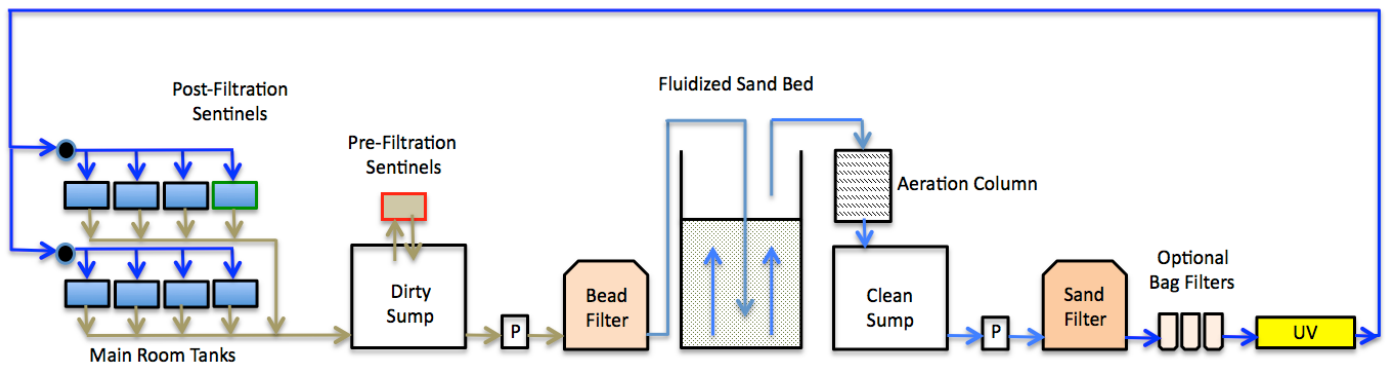 Post-Filtration
Sentinels
Pre-Filtration
Sentinels
Fluidized Sand Bed
Aeration Column
Dirty
Sump
P
Bead
Filter
Clean
Sump
P
Sand
Filter
Optional
Bag Filters
UV
Main Room Tanks